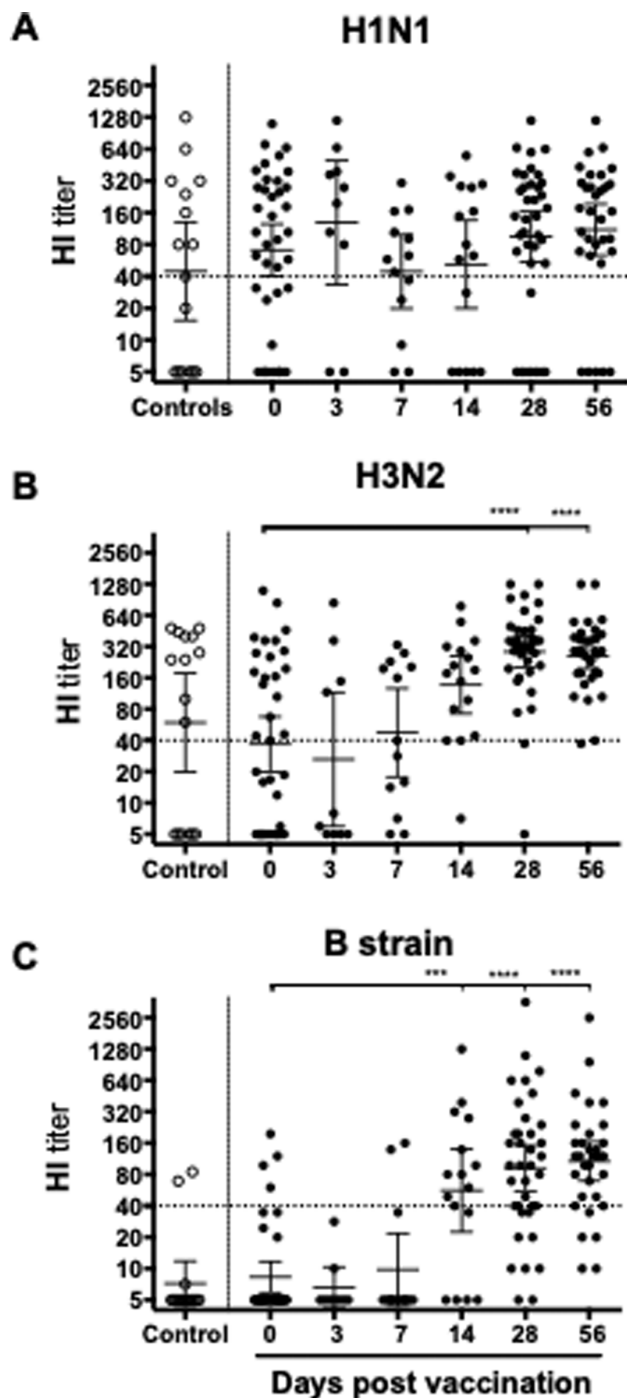 A
H1N1
HI titer
2560
1280
640
320
160
80
40
20
10
5
Controls 0 3 7 14 28 56
B
H3N2
**** ****
HI titer
2560
1280
640
320
160
80
40
20
10
5
Control 0 3 7 14 28 56
C
B strain
*** **** ****
HI titer
2560
1280
640
320
160
80
40
20
10
5
Control 0 3 7 14 28 56
Days post vaccination